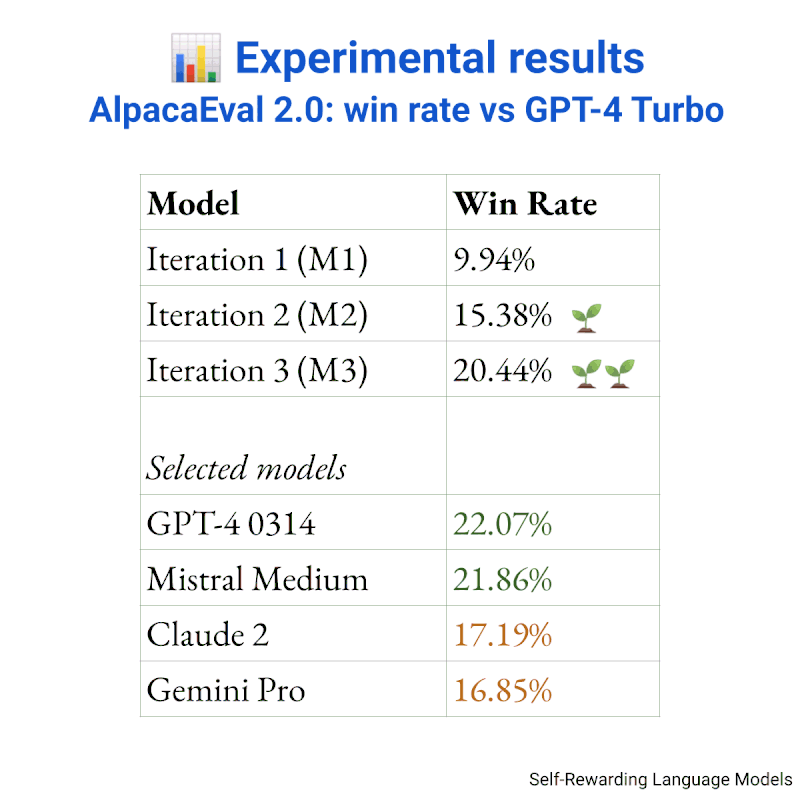 Experimental results
AlpacaEval 2.0: win rate vs GPT-4 Turbo
Model Win Rate
Iteration 1 (M1) 9.94%
Iteration 2 (M2) 15.38%
Iteration 3 (M3) 20.44%
Selected models
GPT-4 0314 22.07%
Mistral Medium 21.86%
Claude 2 17.19%
Gemini Pro 16.85%
Self-Rewarding Language Models